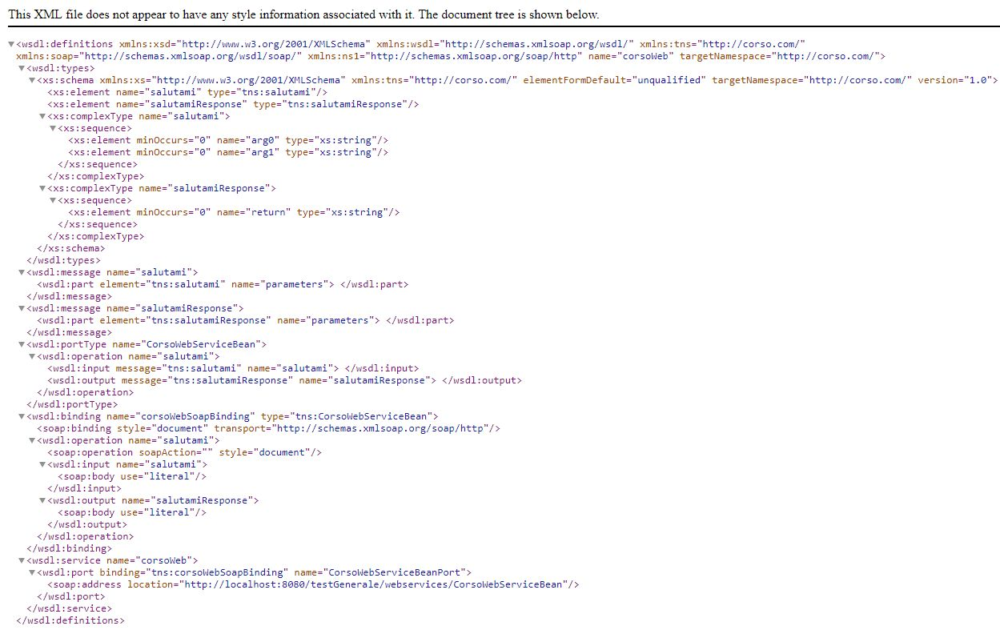 This XML file does not appear to have any style information associated with it. The document tree is shown below.
▼<wsdl:definitions xmlns:xsd="http://www.w3.org/2001/XMLSchema" xmlns:wsdl="http://schemas.xmlsoap.org/wsdl/" xmlns:tns="http://corso.com/"
xmlns:soap="http://schemas.xmlsoap.org/wsdl/soap/" xmlns:ns1="http://schemas.xmlsoap.org/soap/http" name="corsoWeb" targetNamespace="http://corso.com/">
▼<wsdl:types>
▼<xs:schema xmlns:xs="http://www.w3.org/2001/XMLSchema" xmlns:tns="http://corso.com/" elementFormDefault="unqualified" targetNamespace="http://corso.com/" version="1.0">
<xs:element name="salutami" type="tns:salutami"/>
<xs:element name="salutamiResponse" type="tns:salutamiResponse"/>
▼<xs:complexType name="salutami">
▼<xs:sequence>
<xs:element minOccurs="0" name="arg0" type="xs:string"/>
<xs:element minOccurs="0" name="arg1" type="xs:string"/>
</xs:sequence>
</xs:complexType>
▼<xs:complexType name="salutamiResponse">
▼<xs:sequence>
<xs:element minOccurs="0" name="return" type="xs:string"/>
</xs:sequence>
</xs:complexType>
</xs:schema>
</wsdl:types>
▼<wsdl:message name="salutami">
<wsdl:part element="tns:salutami" name="parameters"> </wsdl:part>
</wsdl:message>
▼<wsdl:message name="salutamiResponse">
<wsdl:part element="tns:salutamiResponse" name="parameters"> </wsdl:part>
</wsdl:message>
▼<wsdl:portType name="CorsoWebServiceBean">
▼<wsdl:operation name="salutami">
<wsdl:input message="tns:salutami" name="salutami"> </wsdl:input>
<wsdl:output message="tns:salutamiResponse" name="salutamiResponse"> </wsdl:output>
</wsdl:operation>
</wsdl:portType>
▼<wsdl:binding name="corsoWebSoapBinding" type="tns:CorsoWebServiceBean">
<soap:binding style="document" transport="http://schemas.xmlsoap.org/soap/http"/>
▼<wsdl:operation name="salutami">
<soap:operation soapAction="" style="document"/>
▼<wsdl:input name="salutami">
<soap:body use="literal"/>
</wsdl:input>
▼<wsdl:output name="salutamiResponse">
<soap:body use="literal"/>
</wsdl:output>
</wsdl:operation>
</wsdl:binding>
▼<wsdl:service name="corsoWeb">
▼<wsdl:port binding="tns:corsoWebSoapBinding" name="CorsoWebServiceBeanPort">
<soap:address location="http://localhost:8080/testGenerale/webservices/CorsoWebServiceBean"/>
</wsdl:port>
</wsdl:service>
</wsdl:definitions>